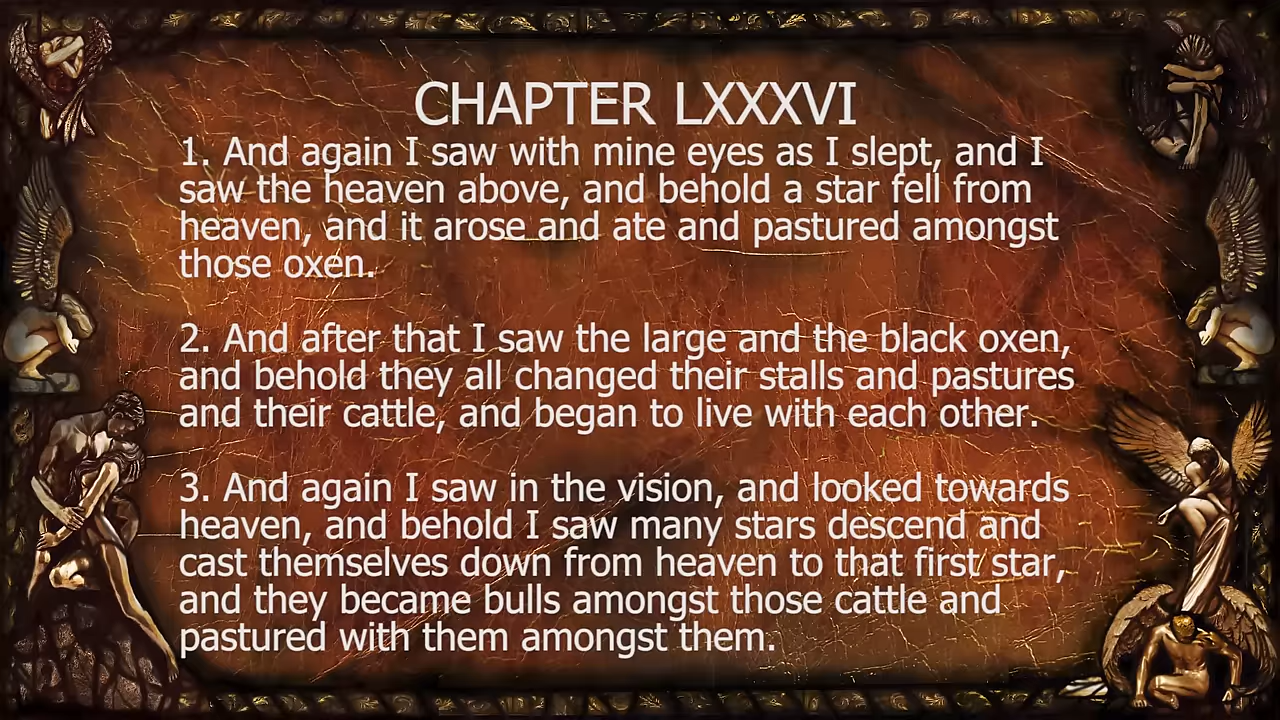 CHAPTER LXXXVI
1. And again I saw with mine eyes as I slept, and I
saw the heaven above, and behold a star fell from
heaven, and it arose and ate and pastured amongst
those oxen.
2. And after that I saw the large and the black oxen,
and behold they all changed their stalls and pastures
and their cattle, and began to live with each other.
3. And again I saw in the vision, and looked towards
heaven, and behold I saw many stars descend and
cast themselves down from heaven to that first star,
and they became bulls amongst those cattle and
pastured with them amongst them.